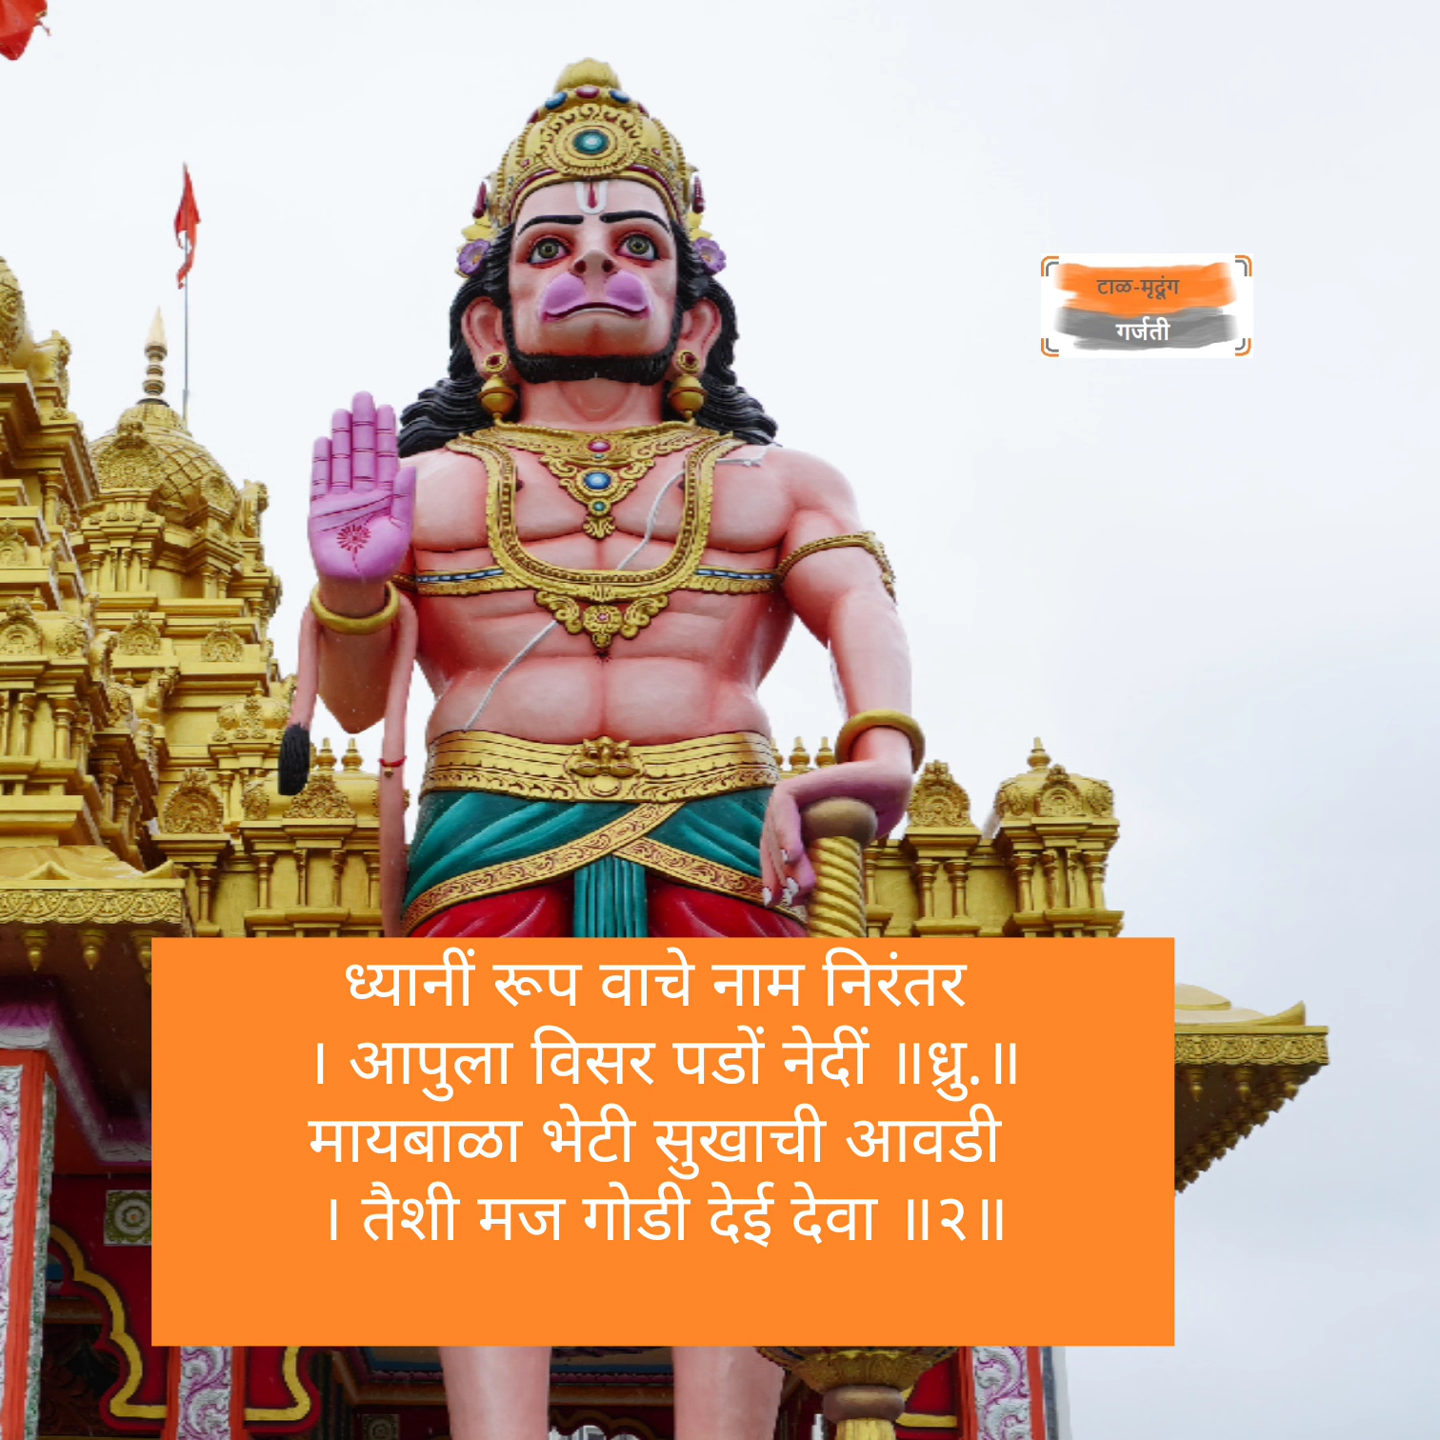 टाळ-मृदूंग
गर्जती
ध्यानीं रूप वाचे नाम निरंतर
। आपुला विसर पडों नेदीं ॥ध्रु.॥
मायबाळा भेटी सुखाची आवडी
। तैशी मज गोडी देई देवा ॥२॥